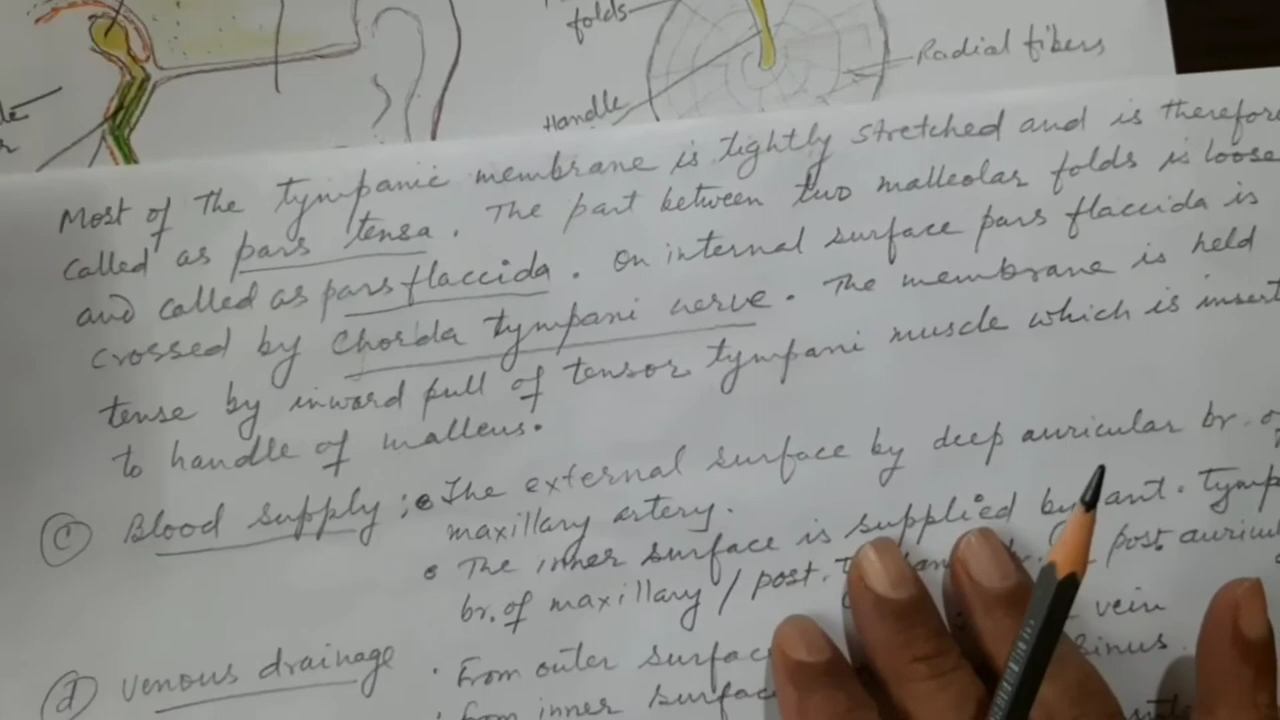 folds
Radial fibers
Handle
Most of The tympanic membrane is tightly stretched and is therefore
called as pars tensa. The part between two malleolar folds is loose
and called as pars flaccida. On internal surface pars flaccida is
crossed by chorda tympani nerve. The membrane is held
tense by inward pull of tensor tympani muscle which is insert
to handle of malleus.
(c) Blood supply: • The external surface by deep auricular br. of
maxillary artery.
• The inner surface is supplied by ant. Tymp
br. of maxillary / post. post. auricu
vein
(d) Venous drainage • From outer surfac
sinus.
• From inner surface